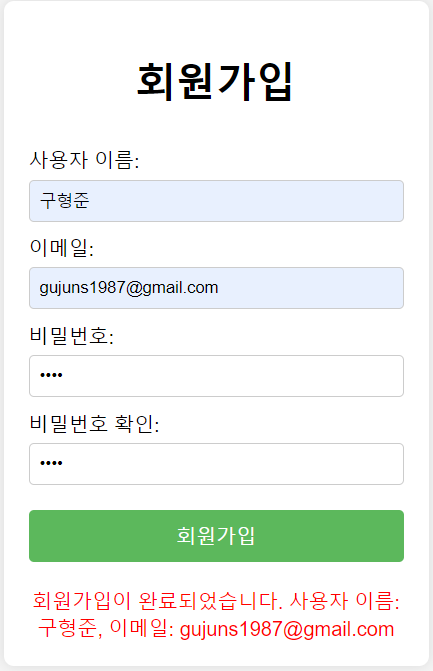 회원가입
사용자 이름:
구형준
이메일:
gujuns1987@gmail.com
비밀번호:
••••
비밀번호 확인:
••••
회원가입
회원가입이 완료되었습니다. 사용자 이름:
구형준, 이메일: gujuns1987@gmail.com